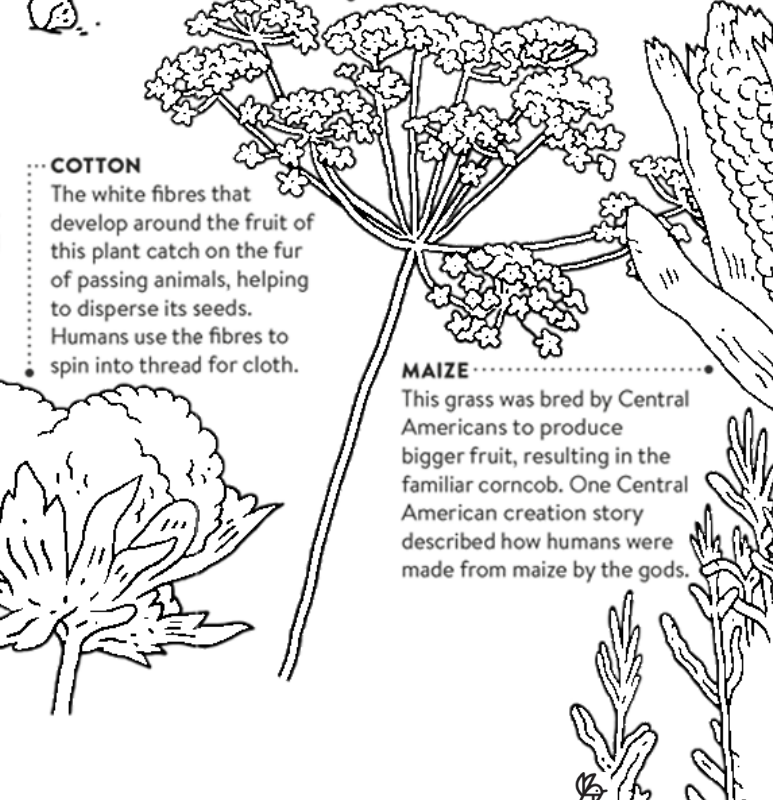 COTTON
The white fibres that
develop around the fruit of
this plant catch on the fur
of passing animals, helping
to disperse its seeds.
Humans use the fibres to
spin into thread for cloth.
MAIZE
This grass was bred by Central
Americans to produce
bigger fruit, resulting in the
familiar corncob. One Central
American creation story
described how humans were
made from maize by the gods.